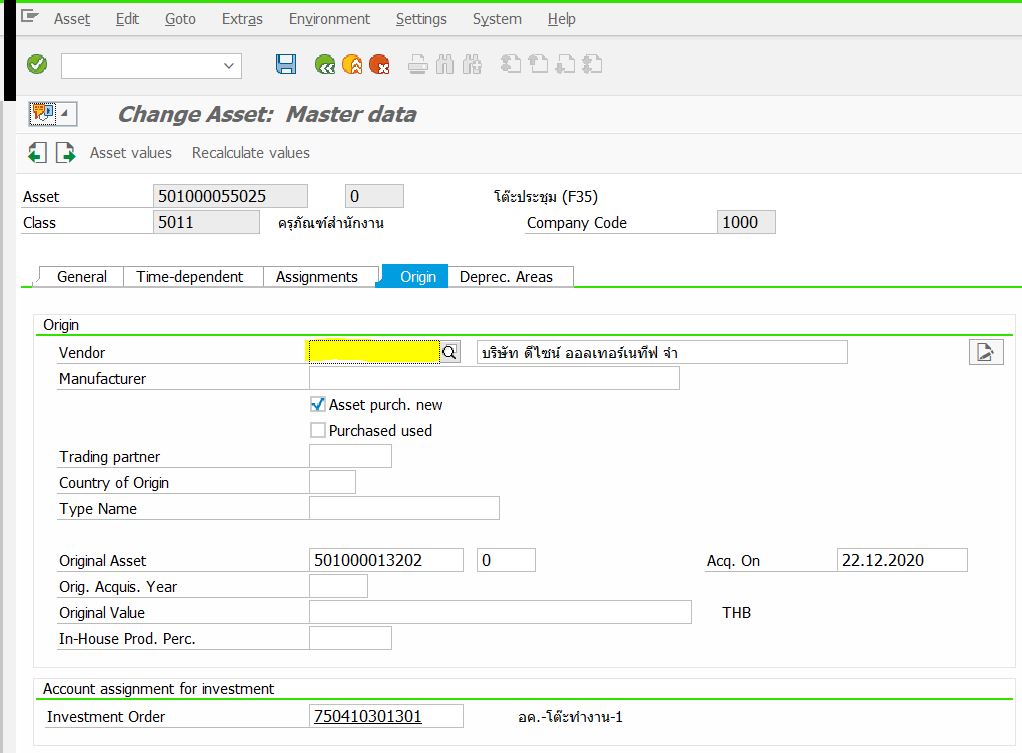 Asset Edit Goto Extras Environment Settings System Help
Change Asset: Master data
Asset values Recalculate values
Asset 501000055025 0 โต๊ะประชุม (F35)
Class 5011 ครุภัณฑ์สำนักงาน Company Code 1000
General Time-dependent Assignments Origin Deprec. Areas
Origin
Vendor บริษัท ดีไซน์ ออลเทอร์เนทีฟ จำ
Manufacturer
Asset purch. new
Purchased used
Trading partner
Country of Origin
Type Name
Original Asset 501000013202 0 Acq. On 22.12.2020
Orig. Acquis. Year
Original Value THB
In-House Prod. Perc.
Account assignment for investment
Investment Order 750410301301 อค.-โต๊ะทำงาน-1